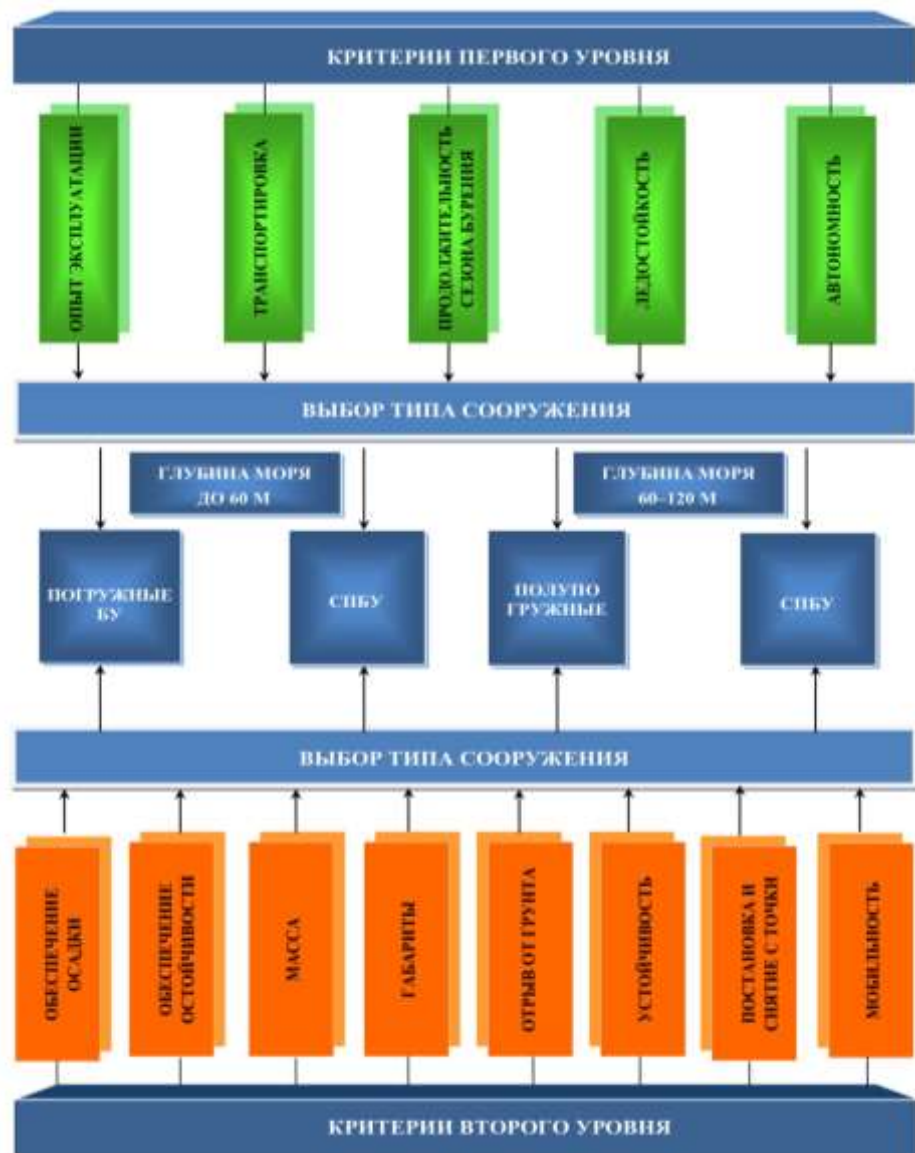 КРИТЕРИИ ПЕРВОГО УРОВНЯ
ОПЫТ ЭКСПЛУАТАЦИИ
ТРАНСПОРТИРОВКА
ПРОДОЛЖИТЕЛЬНОСТЬ
СЕЗОНА БУРЕНИЯ
ЛЕДОСТОЙКОСТЬ
АВТОНОМНОСТЬ
ВЫБОР ТИПА СООРУЖЕНИЯ
ГЛУБИНА МОРЯ
ДО 60 М
ГЛУБИНА МОРЯ
60–120 М
ПОГРУЖНЫЕ
БУ
СПБУ
ПОЛУПО
ГРУЖНЫЕ
СПБУ
ВЫБОР ТИПА СООРУЖЕНИЯ
ОБЕСПЕЧЕНИЕ
ОСАДКИ
ОБЕСПЕЧЕНИЕ
ОСТОЙЧИВОСТИ
МАССА
ГАБАРИТЫ
ОТРЫВ ОТ ГРУНТА
УСТОЙЧИВОСТЬ
ПОСТАНОВКА И
СНЯТИЕ С ТОЧКИ
МОБИЛЬНОСТЬ
КРИТЕРИИ ВТОРОГО УРОВНЯ